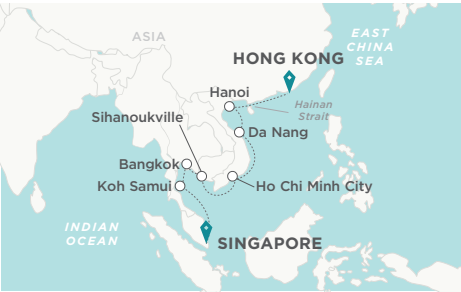 ASIA
EAST
CHINA
SEA
HONG KONG
Hanoi
Hainan
Strait
Sihanoukville
Da Nang
Bangkok
Koh Samui
Ho Chi Minh City
INDIAN
OCEAN
SINGAPORE